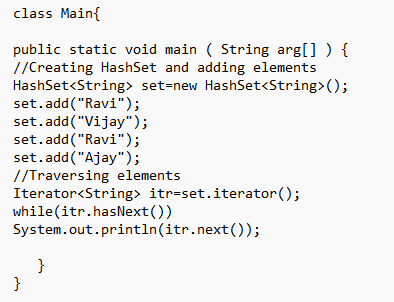 class Main{
public static void main ( String arg[] ) {
//Creating HashSet and adding elements
HashSet<String> set=new HashSet<String>();
set.add("Ravi");
set.add("Vijay");
set.add("Ravi");
set.add("Ajay");
//Traversing elements
Iterator<String> itr=set.iterator();
while(itr.hasNext())
System.out.println(itr.next());
}
}